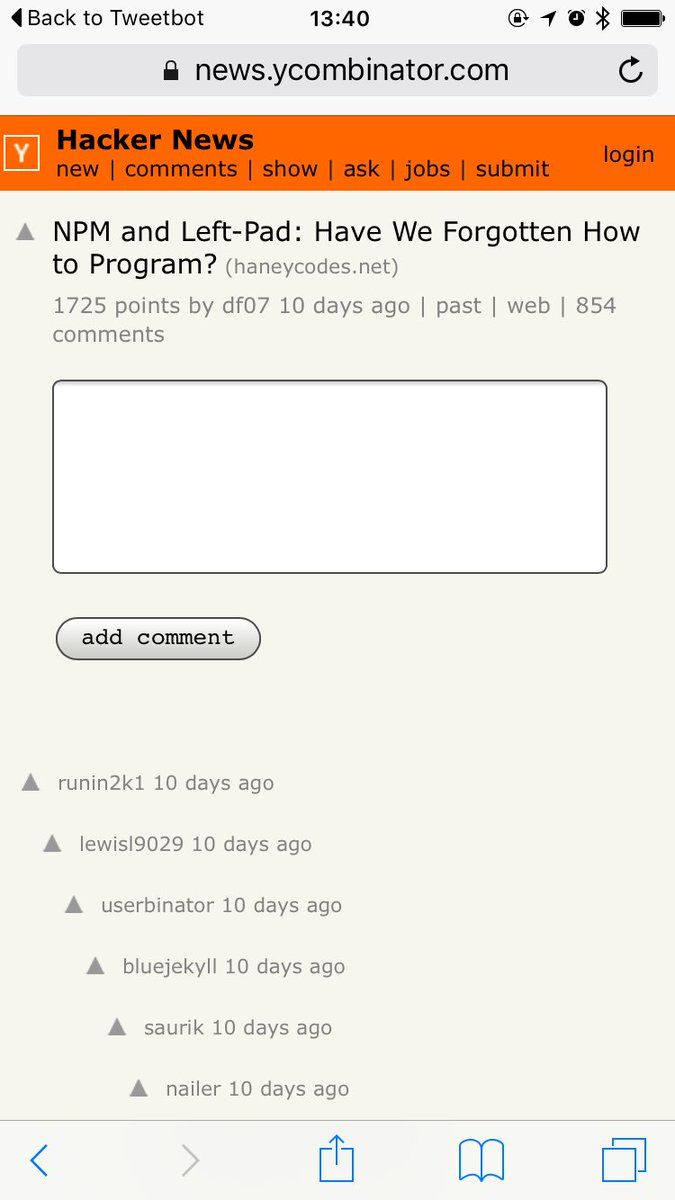 Back to Tweetbot 13:40
news.ycombinator.com
Y
Hacker News
new | comments | show | ask | jobs | submit login
NPM and Left-Pad: Have We Forgotten How
to Program? (haneycodes.net)
1725 points by df07 10 days ago | past | web | 854
comments
add comment
runin2k1 10 days ago
lewisl9029 10 days ago
userbinator 10 days ago
bluejekyll 10 days ago
saurik 10 days ago
nailer 10 days ago